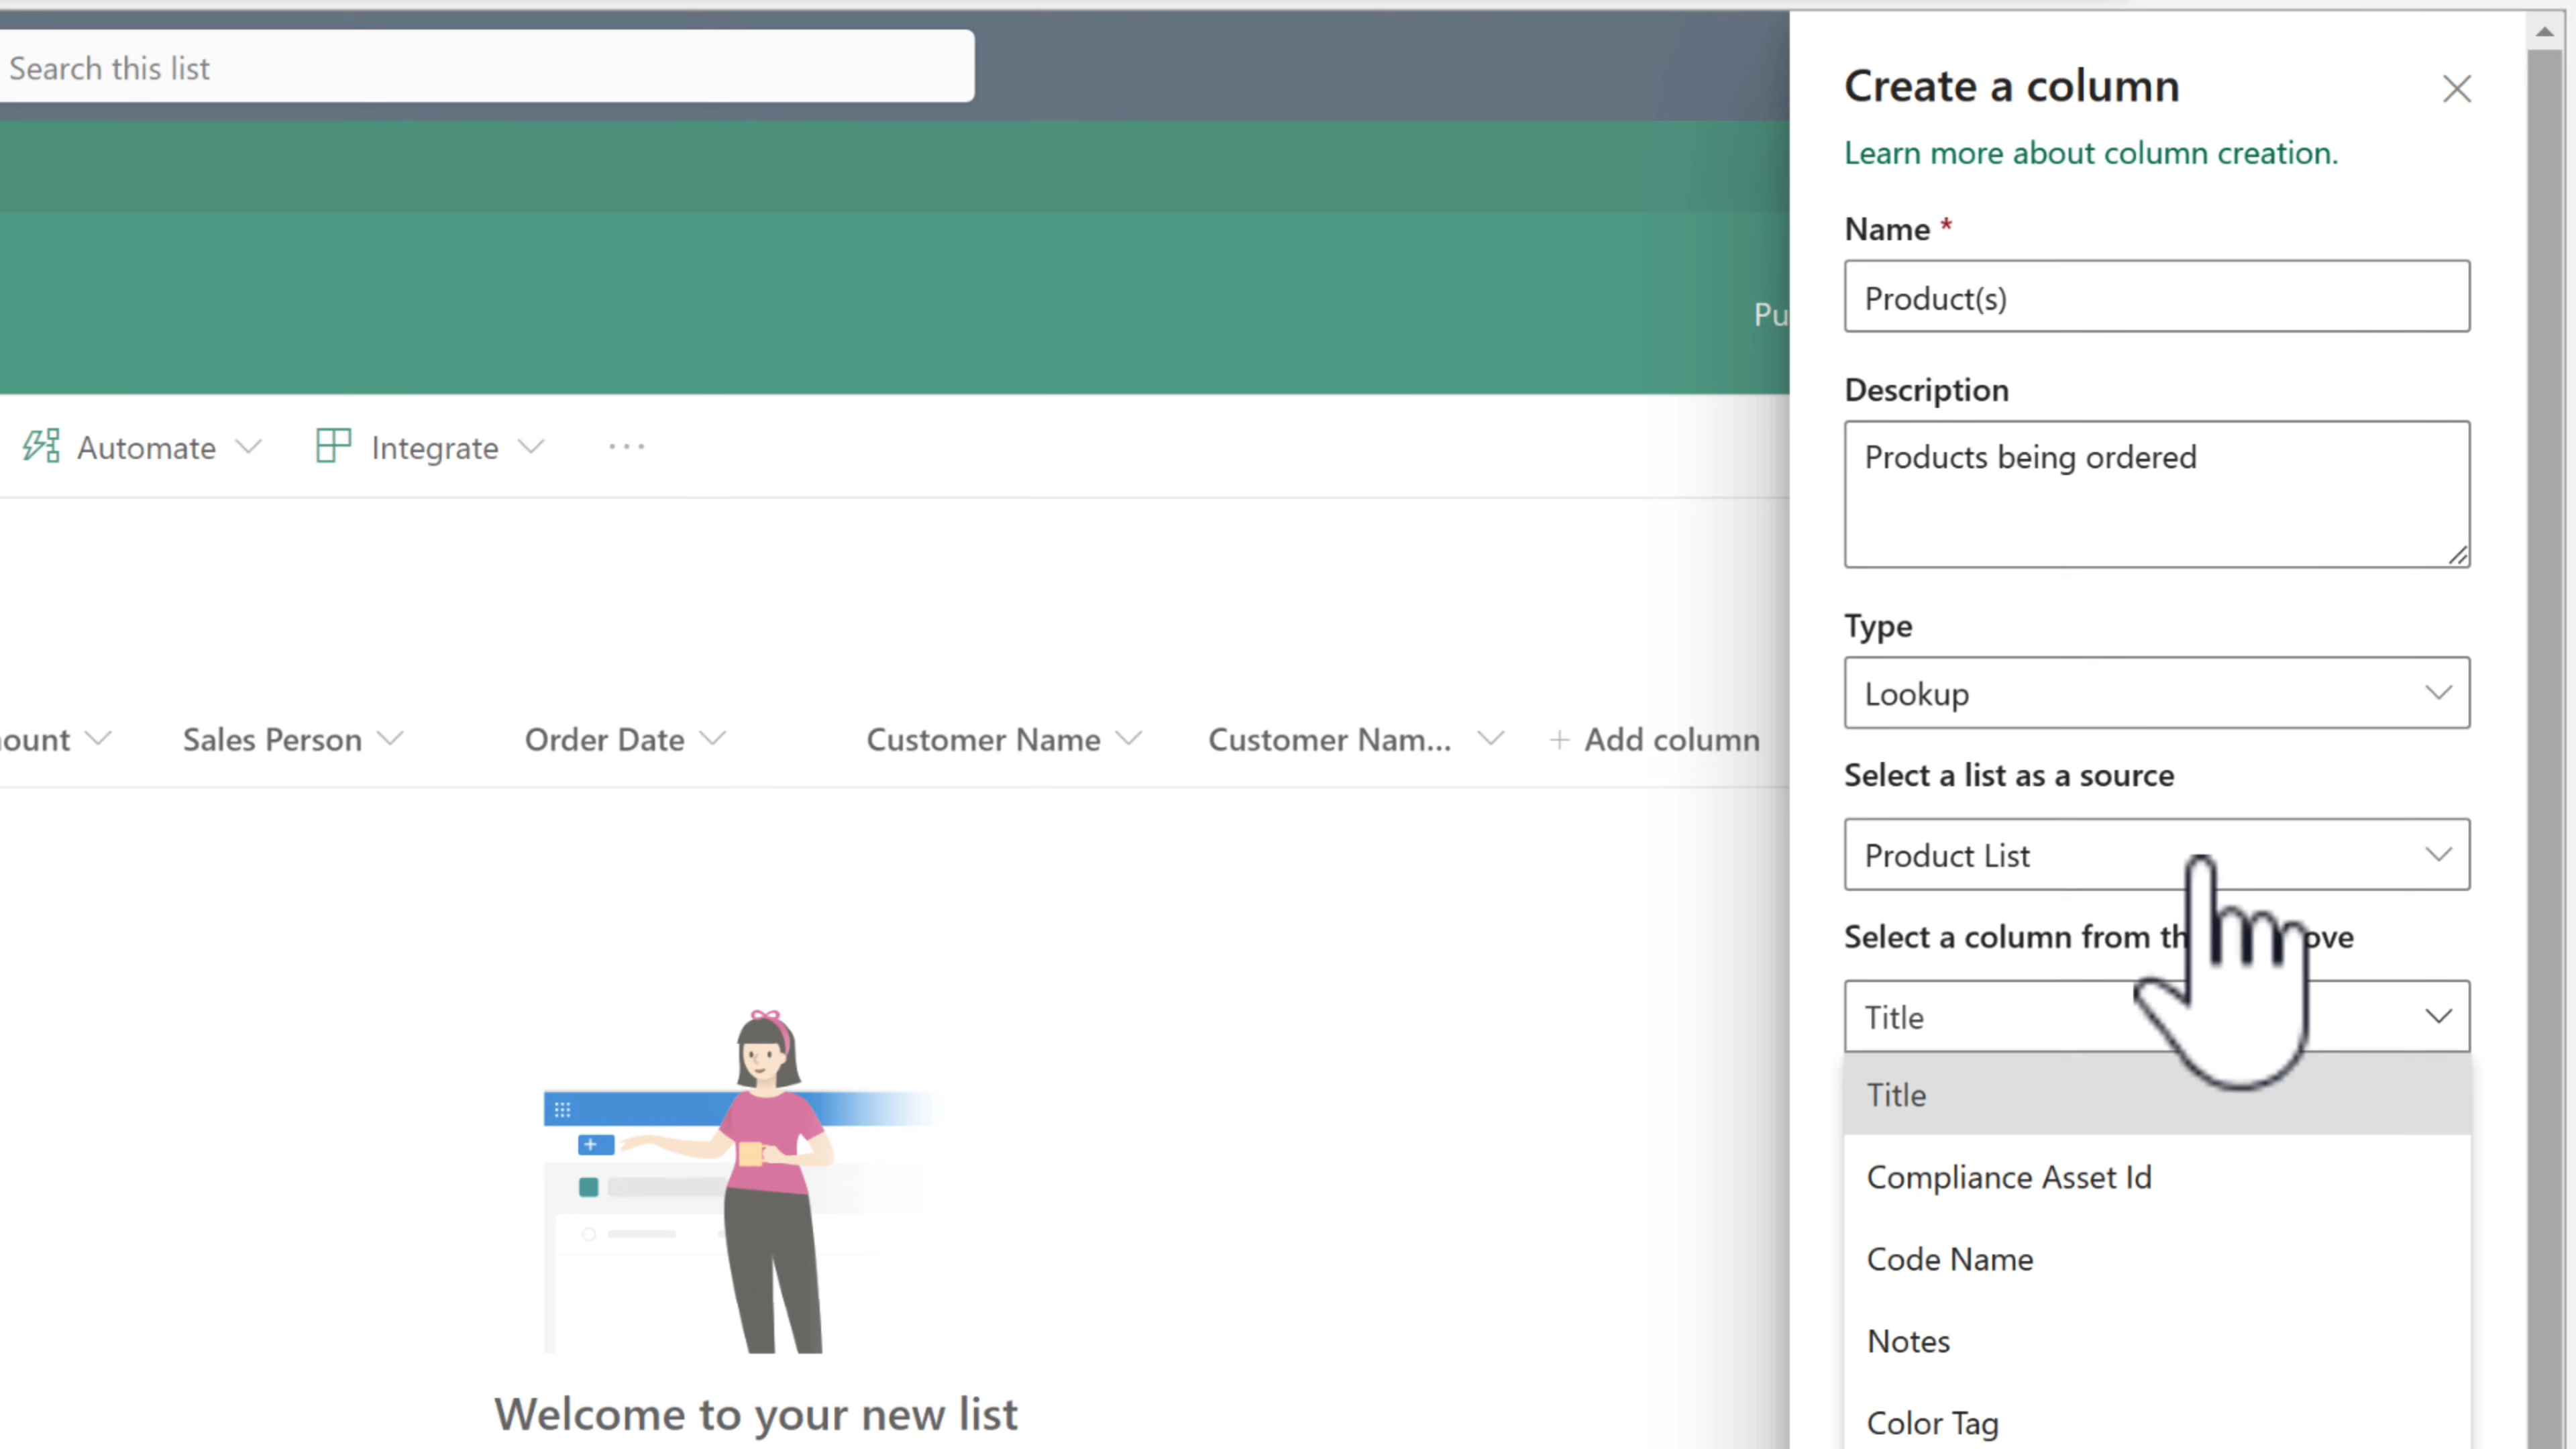 Search this list
Pu
Automate
Integrate
ount
Sales Person
Order Date
Customer Name
Customer Nam...
+ Add column
Welcome to your new list
Create a column
Learn more about column creation.
Name *
Product(s)
Description
Products being ordered
Type
Lookup
Select a list as a source
Product List
Select a column from th ove
Title
Title
Compliance Asset Id
Code Name
Notes
Color Tag